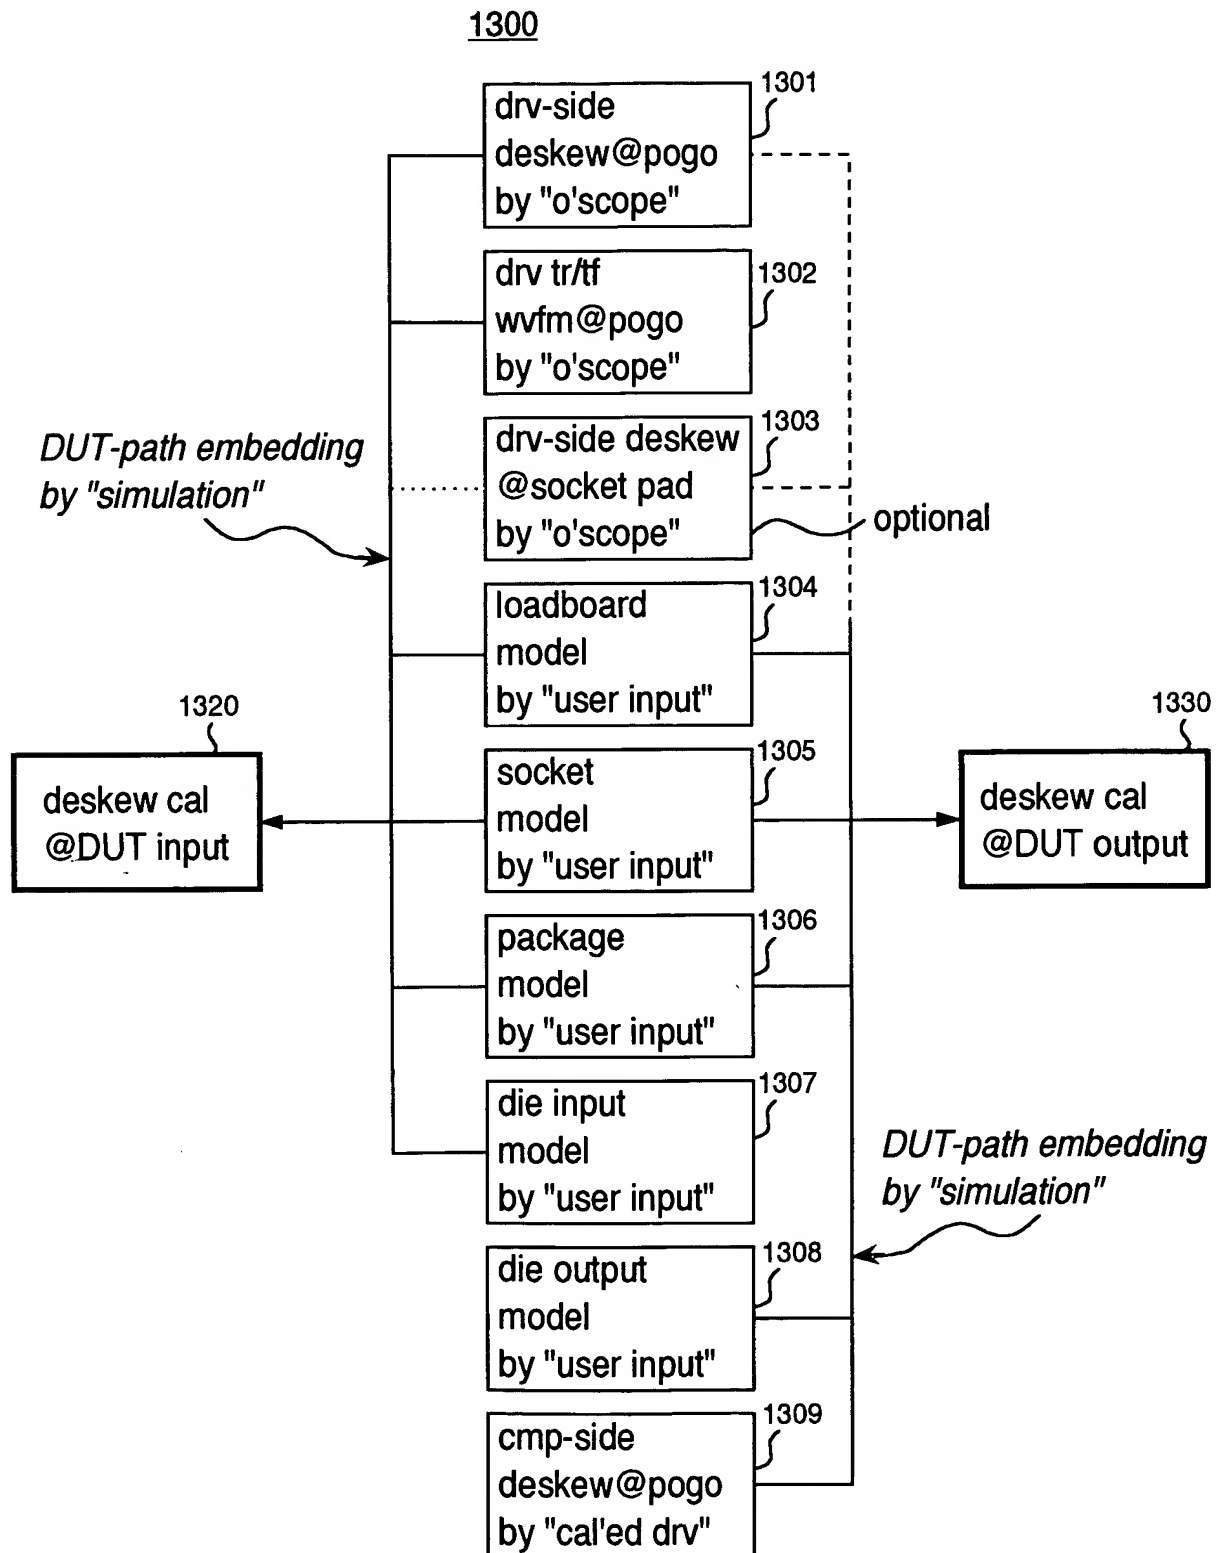 1300
1301
drv-side
deskew@pogo
by "o'scope"
1302
drv tr/tf
wvfm@pogo
by "o'scope"
1303
drv-side deskew
@socket pad
by "o'scope"
optional
DUT-path embedding
by "simulation"
1304
loadboard
model
by "user input"
1320
deskew cal
@DUT input
1305
socket
model
by "user input"
1330
deskew cal
@DUT output
1306
package
model
by "user input"
1307
die input
model
by "user input"
DUT-path embedding
by "simulation"
1308
die output
model
by "user input"
1309
cmp-side
deskew@pogo
by "cal'ed drv"